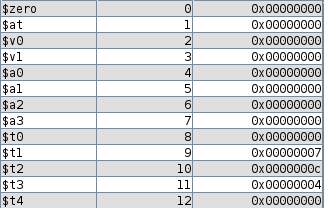 $zero 0 0x00000000
$at 1 0x00000000
$v0 2 0x00000000
$v1 3 0x00000000
$a0 4 0x00000000
$a1 5 0x00000000
$a2 6 0x00000000
$a3 7 0x00000000
$t0 8 0x00000000
$t1 9 0x00000007
$t2 10 0x0000000c
$t3 11 0x00000004
$t4 12 0x00000000